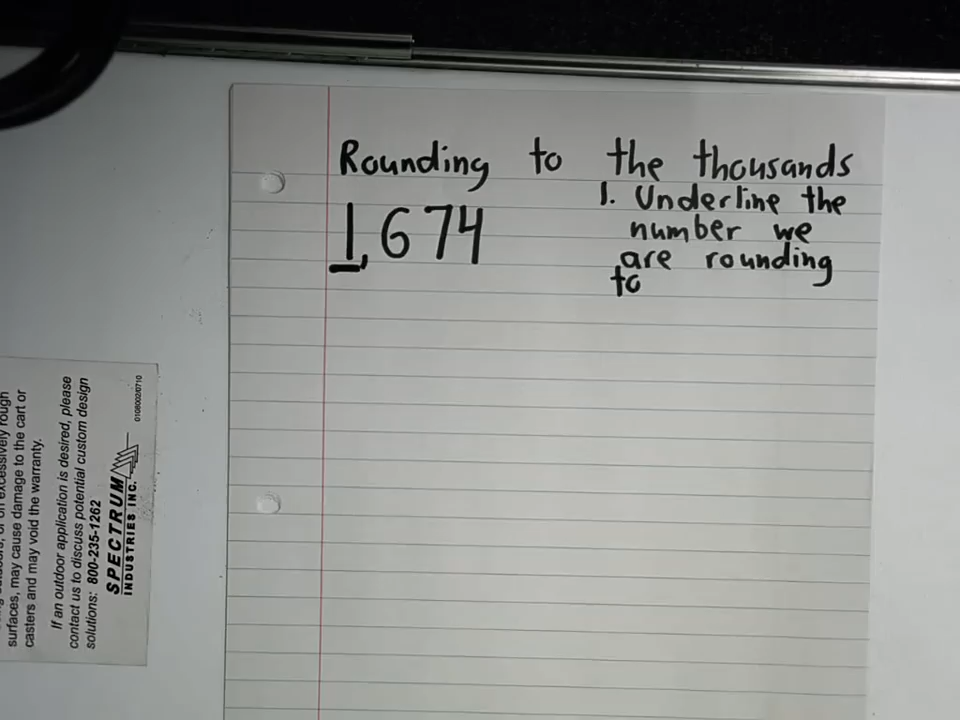 Rounding to the thousands
1,674
1. Underline the
number we
are rounding
to
surfaces, may cause damage to the cart or
casters and may void the warranty.
If an outdoor application is desired, please
contact us to discuss potential custom design
solutions: 800-235-1262
SPECTRUM
INDUSTRIES INC.